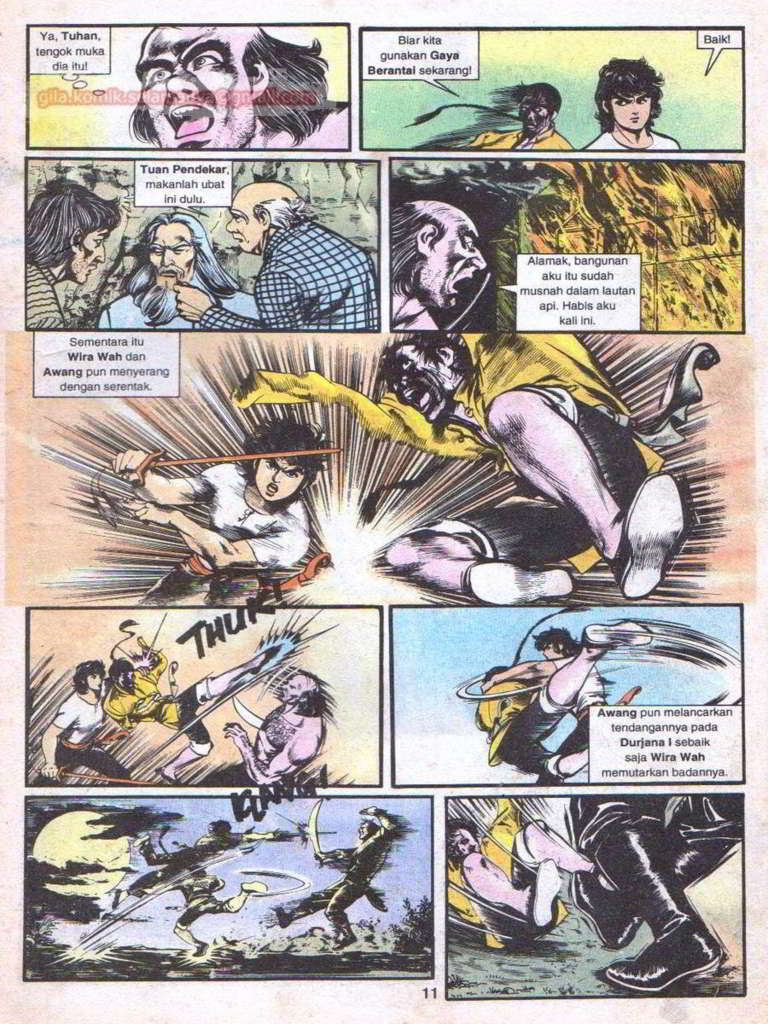 Ya, Tuhan,
tengok muka
dia itu!
Biar kita
gunakan Gaya
Berantai sekarang!
Baik!
Tuan Pendekar,
makanlah ubat
ini dulu.
Alamak, bangunan
aku itu sudah
musnah dalam lautan
api. Habis aku
kali ini.
Sementara itu
Wira Wah dan
Awang pun menyerang
dengan serentak.
THUK!
Awang pun melancarkan
tendangannya pada
Durjana I sebaik
saja Wira Wah
memutarkan badannya.
11